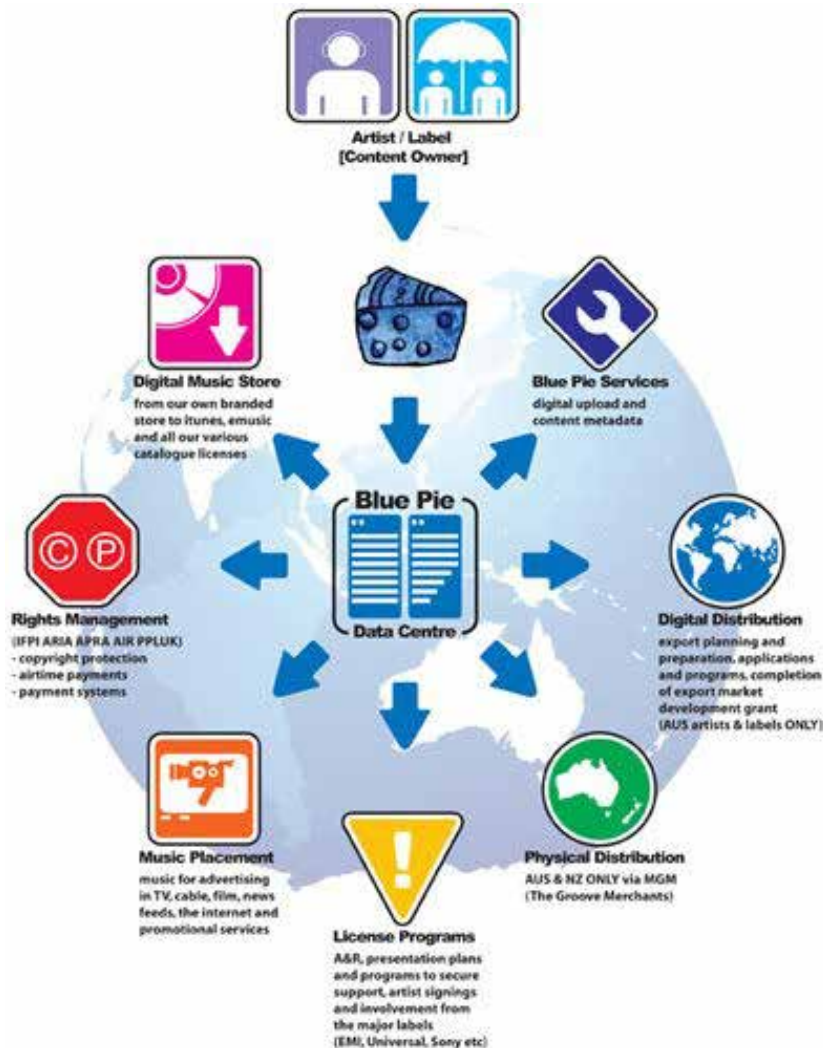 Artist / Label
[Content Owner]
Digital Music Store
from our own branded
store to itunes, emusic
and all our various
catalogue licenses
Blue Pie Services
digital upload and
content metadata
Blue Pie
Data Centre
C P
Rights Management
(IFPI ARIA APRA AIR PPLUK)
- copyright protection
- airtime payments
- payment systems
Digital Distribution
export planning and
preparation, applications
and programs, completion
of export market
development grant
(AUS artists & labels ONLY)
Music Placement
music for advertising
in TV, cable, film, news
feeds, the internet and
promotional services
!
License Programs
A&R, presentation plans
and programs to secure
support, artist signings
and involvement from
the major labels
(EMI, Universal, Sony etc)
Physical Distribution
AUS & NZ ONLY via MGM
(The Groove Merchants)